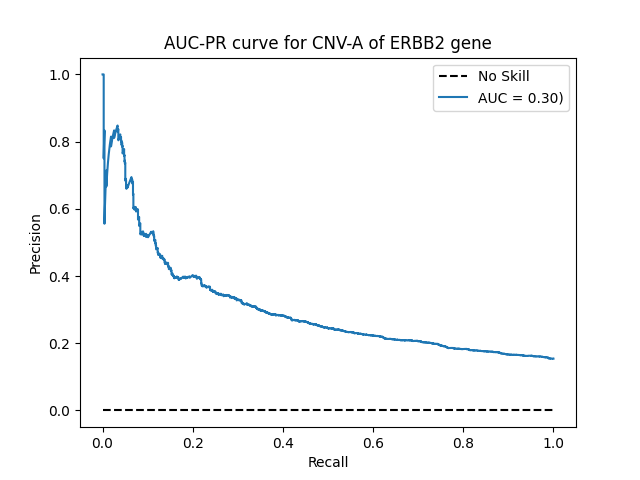 AUC-PR curve for CNV-A of ERBB2 gene
No Skill
AUC = 0.30)
1.0
0.8
0.6
0.4
0.2
0.0
Precision
0.0 0.2 0.4 0.6 0.8 1.0
Recall